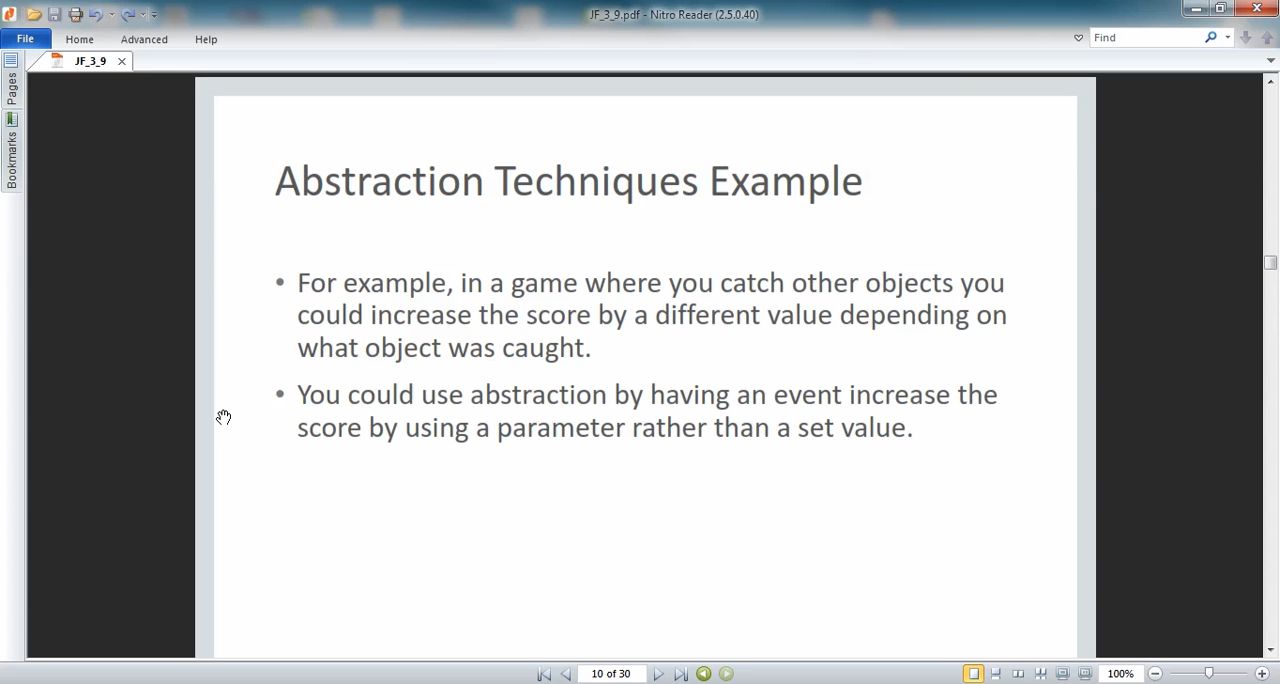 JF_3_9.pdf - Nitro Reader (2.5.0.40)
File Home Advanced Help
Find
JF_3_9
Pages
Bookmarks
Abstraction Techniques Example
• For example, in a game where you catch other objects you
could increase the score by a different value depending on
what object was caught.
• You could use abstraction by having an event increase the
score by using a parameter rather than a set value.
10 of 30
100%